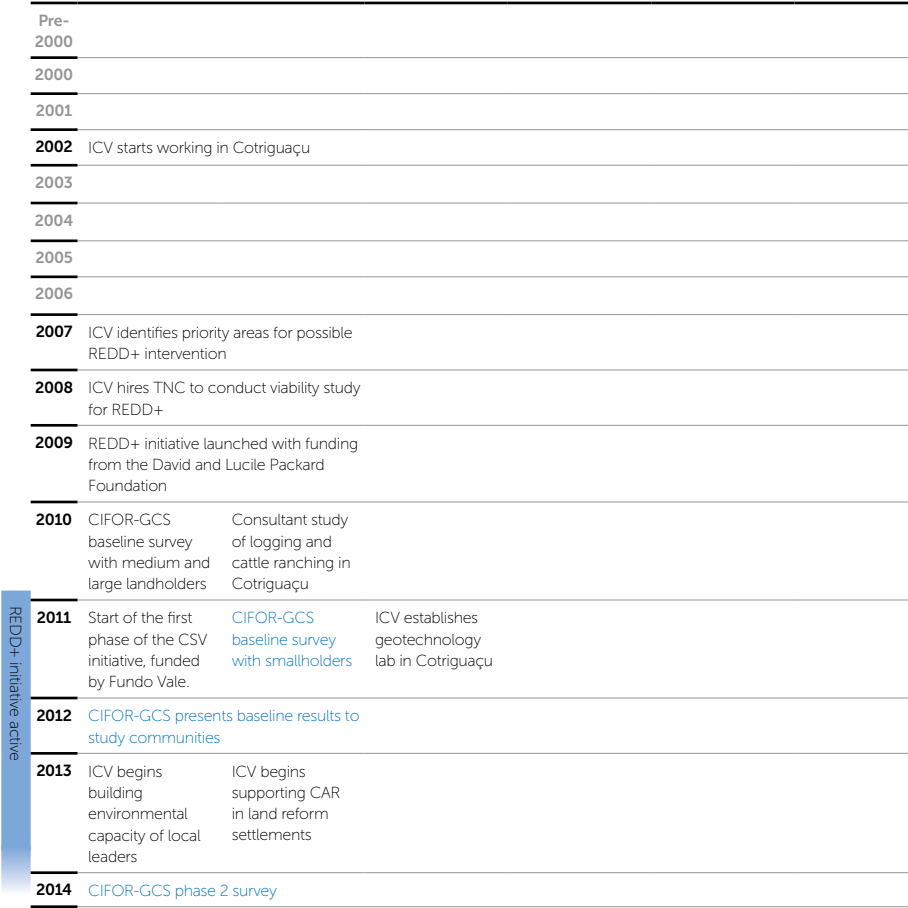 Pre-
2000
2000
2001
2002 ICV starts working in Cotriguaçu
2003
2004
2005
2006
2007 ICV identifies priority areas for possible
REDD+ intervention
2008 ICV hires TNC to conduct viability study
for REDD+
2009 REDD+ initiative launched with funding
from the David and Lucile Packard
Foundation
2010 CIFOR-GCS
baseline survey
with medium and
large landholders
Consultant study
of logging and
cattle ranching in
Cotriguaçu
REDD+ initiative active
2011 Start of the first
phase of the CSV
initiative, funded
by Fundo Vale.
CIFOR-GCS
baseline survey
with smallholders
ICV establishes
geotechnology
lab in Cotriguaçu
2012 CIFOR-GCS presents baseline results to
study communities
2013 ICV begins
building
environmental
capacity of local
leaders
ICV begins
supporting CAR
in land reform
settlements
2014 CIFOR-GCS phase 2 survey